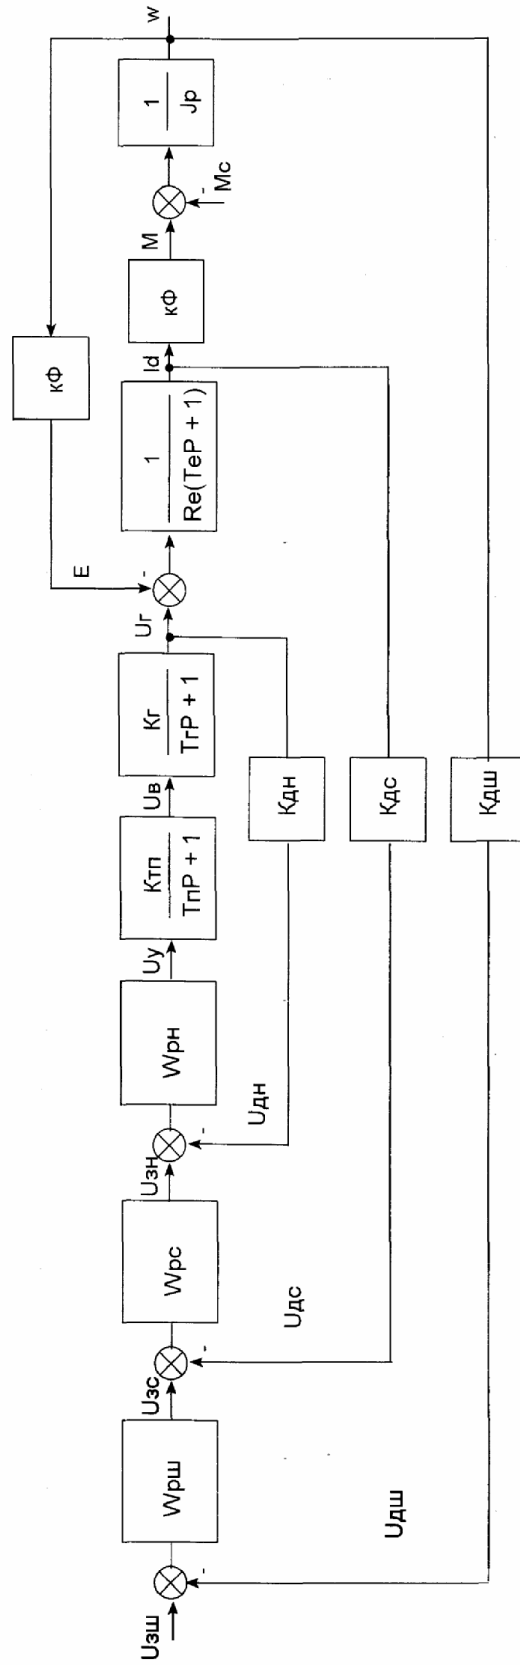 Uзш
-
Wрш
Uзс
-
Wрс
Uзн
-
Wрн
Uу
Kтп
TпP + 1
Uв
Kг
TгP + 1
Uг
-
E
1
Re(TeP + 1)
Id
кФ
M
-
Mc
1
Jp
w
кФ
Uдн
Kдн
Uдс
Kдс
Uдш
Kдш